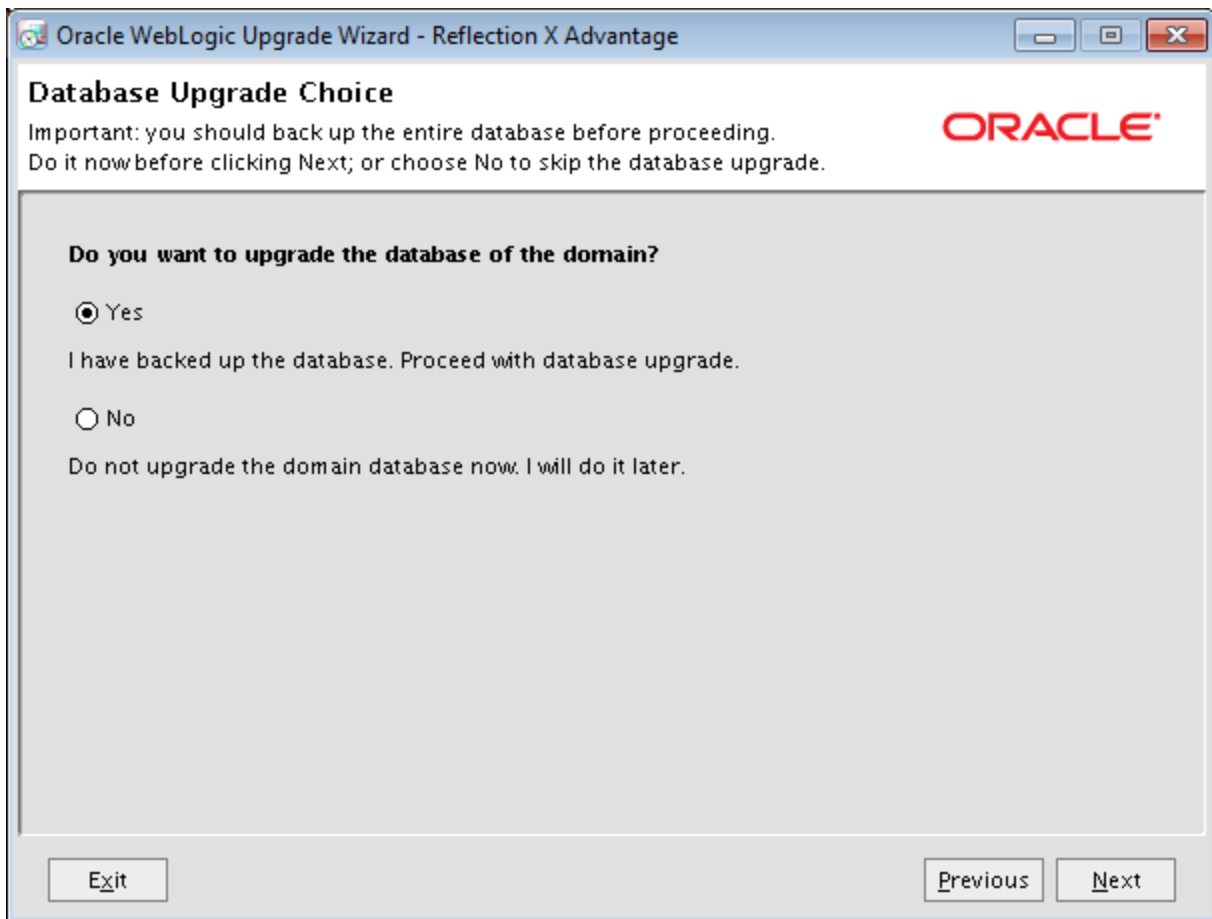 Oracle WebLogic Upgrade Wizard - Reflection X Advantage
Database Upgrade Choice
Important: you should back up the entire database before proceeding.
Do it now before clicking Next; or choose No to skip the database upgrade.
ORACLE
Do you want to upgrade the database of the domain?
Yes
I have backed up the database. Proceed with database upgrade.
No
Do not upgrade the domain database now. I will do it later.
Exit
Previous
Next